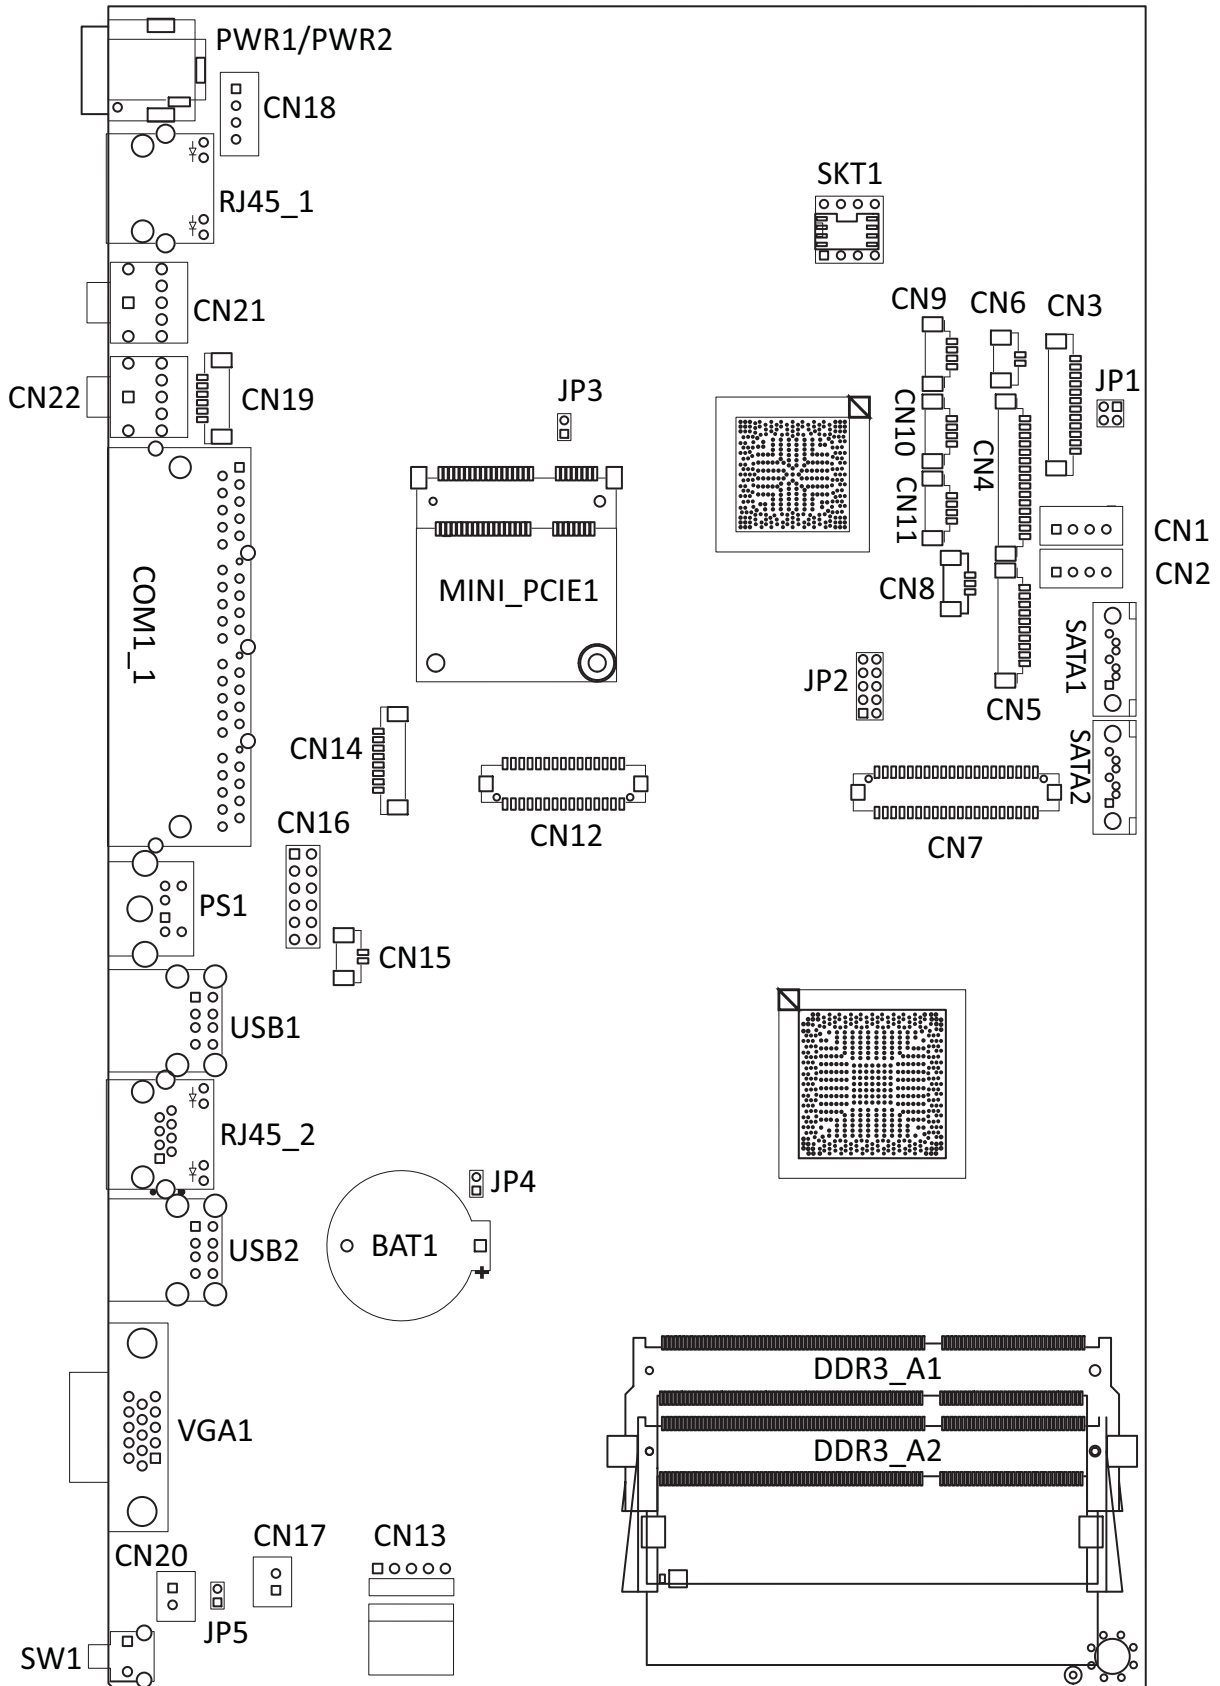 PWR1/PWR2
CN18
RJ45_1
SKT1
CN21
CN9
CN6
CN3
CN22
CN19
JP3
JP1
CN10
CN4
CN11
CN1
CN2
COM1_1
MINI_PCIE1
CN8
SATA1
JP2
CN5
CN14
SATA2
CN16
CN12
CN7
PS1
CN15
USB1
RJ45_2
JP4
USB2
BAT1
DDR3_A1
VGA1
DDR3_A2
CN17
CN13
CN20
JP5
SW1